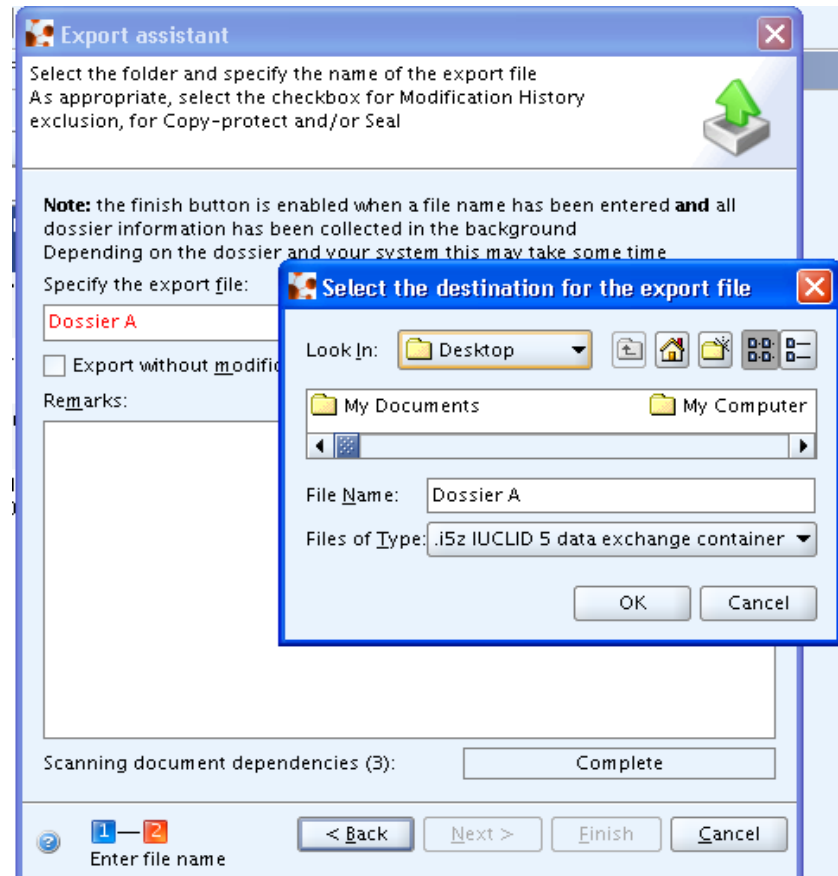 Export assistant
Select the folder and specify the name of the export file
As appropriate, select the checkbox for Modification History
exclusion, for Copy-protect and/or Seal
Note: the finish button is enabled when a file name has been entered and all
dossier information has been collected in the background
Depending on the dossier and your system this may take some time
Specify the export file:
Dossier A
Export without modific
Remarks:
Select the destination for the export file
Look In:
Desktop
My Documents
My Computer
File Name:
Dossier A
Files of Type:
.i5z IUCLID 5 data exchange container
OK
Cancel
Scanning document dependencies (3):
Complete
1
2
Enter file name
< Back
Next >
Finish
Cancel